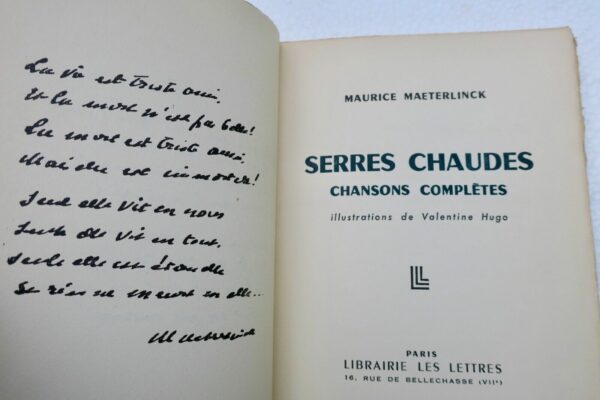 La vie est triste aussi,
Et la mort n'est pas belle!
La mort est triste aussi,
Mais elle est immortelle!
Seule elle vit en nous
Seule elle vit en tout,
Seule elle est
Si rien ne meurt en elle...
Maeterlinck
MAURICE MAETERLINCK
SERRES CHAUDES
CHANSONS COMPLÈTES
illustrations de Valentine Hugo
LLL
PARIS
LIBRAIRIE LES LETTRES
16, RUE DE BELLECHASSE (VIIe)